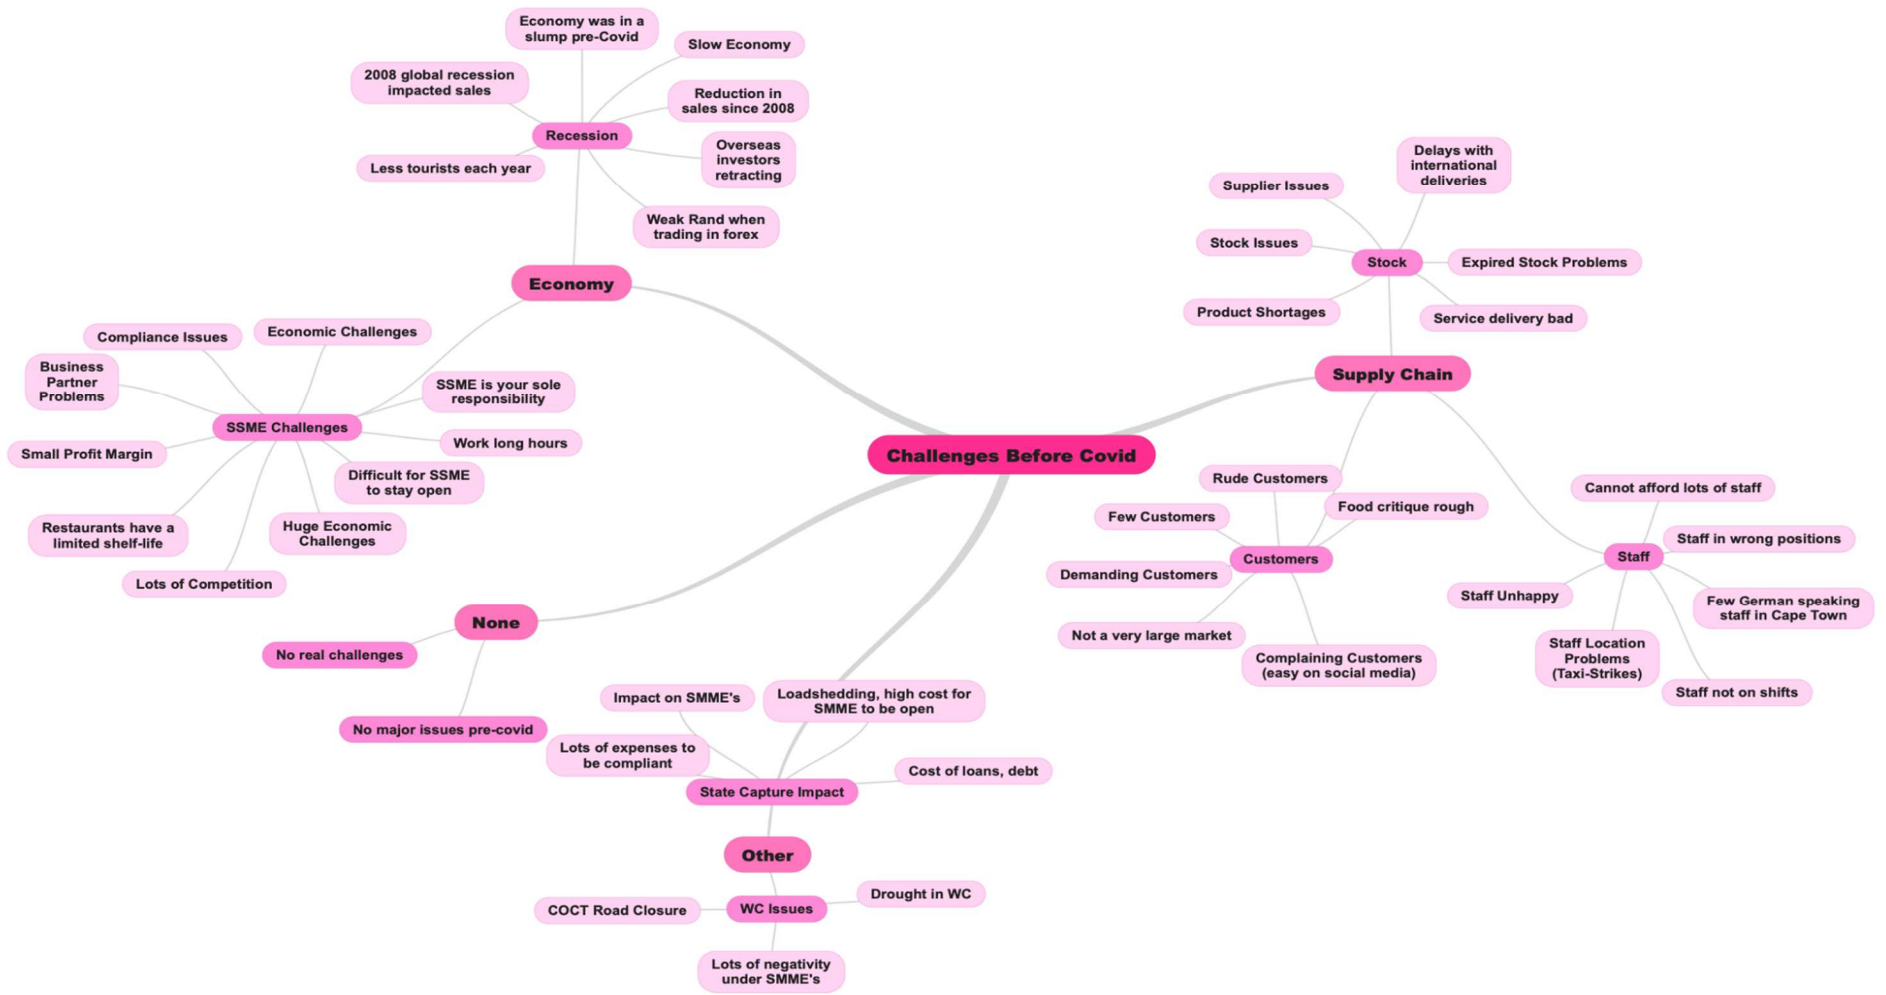 Economy was in a
slump pre-Covid
Slow Economy
2008 global recession
impacted sales
Reduction in
sales since 2008
Recession
Overseas
investors
retracting
Less tourists each year
Weak Rand when
trading in forex
Economy
Compliance Issues
Economic Challenges
Business
Partner
Problems
SSME is your sole
responsibility
SSME Challenges
Work long hours
Small Profit Margin
Difficult for SSME
to stay open
Restaurants have a
limited shelf-life
Huge Economic
Challenges
Lots of Competition
Challenges Before Covid
Delays with
international
deliveries
Supplier Issues
Stock Issues
Stock
Expired Stock Problems
Product Shortages
Service delivery bad
Supply Chain
Rude Customers
Food critique rough
Few Customers
Customers
Demanding Customers
Not a very large market
Complaining Customers
(easy on social media)
Cannot afford lots of staff
Staff in wrong positions
Staff
Staff Unhappy
Few German speaking
staff in Cape Town
Staff Location
Problems
(Taxi-Strikes)
Staff not on shifts
None
No real challenges
No major issues pre-covid
Impact on SMME's
Loadshedding, high cost for
SMME to be open
Lots of expenses to
be compliant
Cost of loans, debt
State Capture Impact
Other
Drought in WC
COCT Road Closure
WC Issues
Lots of negativity
under SMME's